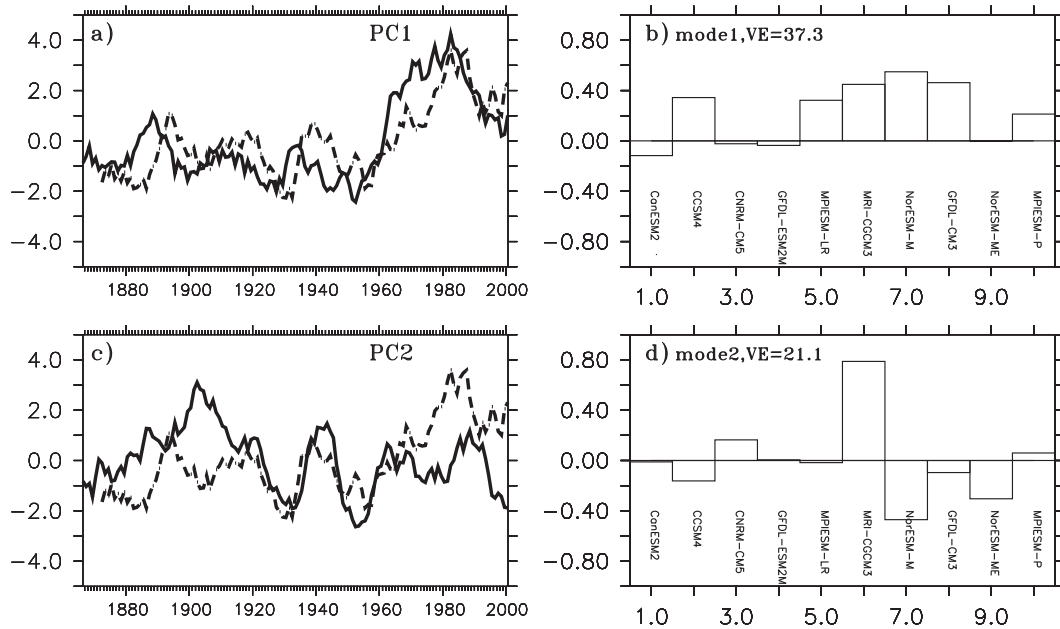 a) PC1
4.0
2.0
0.0
−2.0
−4.0
1880 1900 1920 1940 1960 1980 2000
b) mode1,VE=37.3
0.80
0.40
0.00
−0.40
−0.80
CanESM2
CCSM4
CNRM−CM5
GFDL−ESM2M
MPIESM−LR
MRI−CGCM3
NorESM−M
GFDL−CM3
NorESM−ME
MPIESM−P
1.0 3.0 5.0 7.0 9.0
c) PC2
4.0
2.0
0.0
−2.0
−4.0
1880 1900 1920 1940 1960 1980 2000
d) mode2,VE=21.1
0.80
0.40
0.00
−0.40
−0.80
CanESM2
CCSM4
CNRM−CM5
GFDL−ESM2M
MPIESM−LR
MRI−CGCM3
NorESM−M
GFDL−CM3
NorESM−ME
MPIESM−P
1.0 3.0 5.0 7.0 9.0